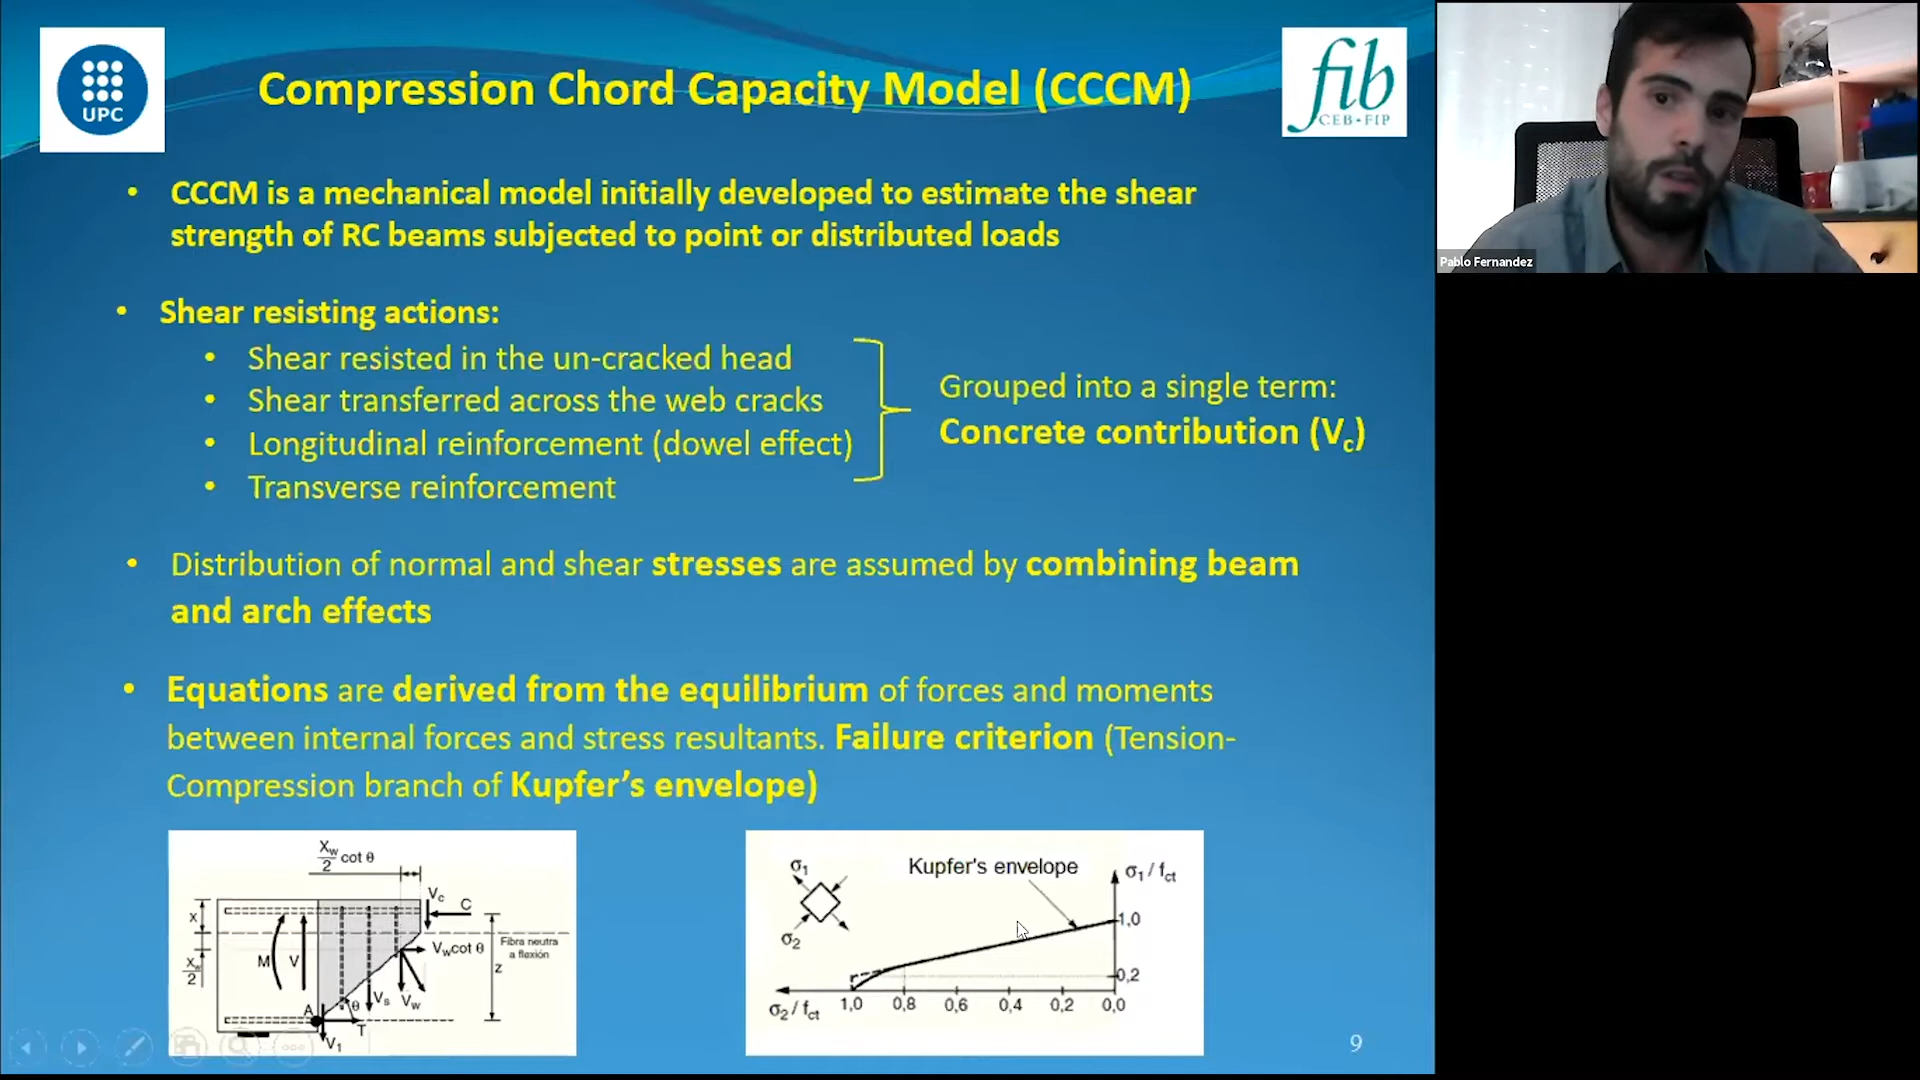 UPC
Compression Chord Capacity Model (CCCM)
fib
CEB-FIP
• CCCM is a mechanical model initially developed to estimate the shear
strength of RC beams subjected to point or distributed loads
• Shear resisting actions:
• Shear resisted in the un-cracked head
• Shear transferred across the web cracks
• Longitudinal reinforcement (dowel effect)
• Transverse reinforcement
Grouped into a single term:
Concrete contribution (Vc)
• Distribution of normal and shear stresses are assumed by combining beam
and arch effects
• Equations are derived from the equilibrium of forces and moments
between internal forces and stress resultants. Failure criterion (Tension-
Compression branch of Kupfer’s envelope)
Xw/2 cot θ
Vc
C
x
Vwcot θ
Fibra neutra
a flexión
M
V
Xw/2
z
Vs
Vw
θ
A
T
V1
Kupfer's envelope
σ1
σ1 / fct
σ2
1,0
0,2
σ2 / fct
1,0 0,8 0,6 0,4 0,2 0,0
9
Pablo Fernandez